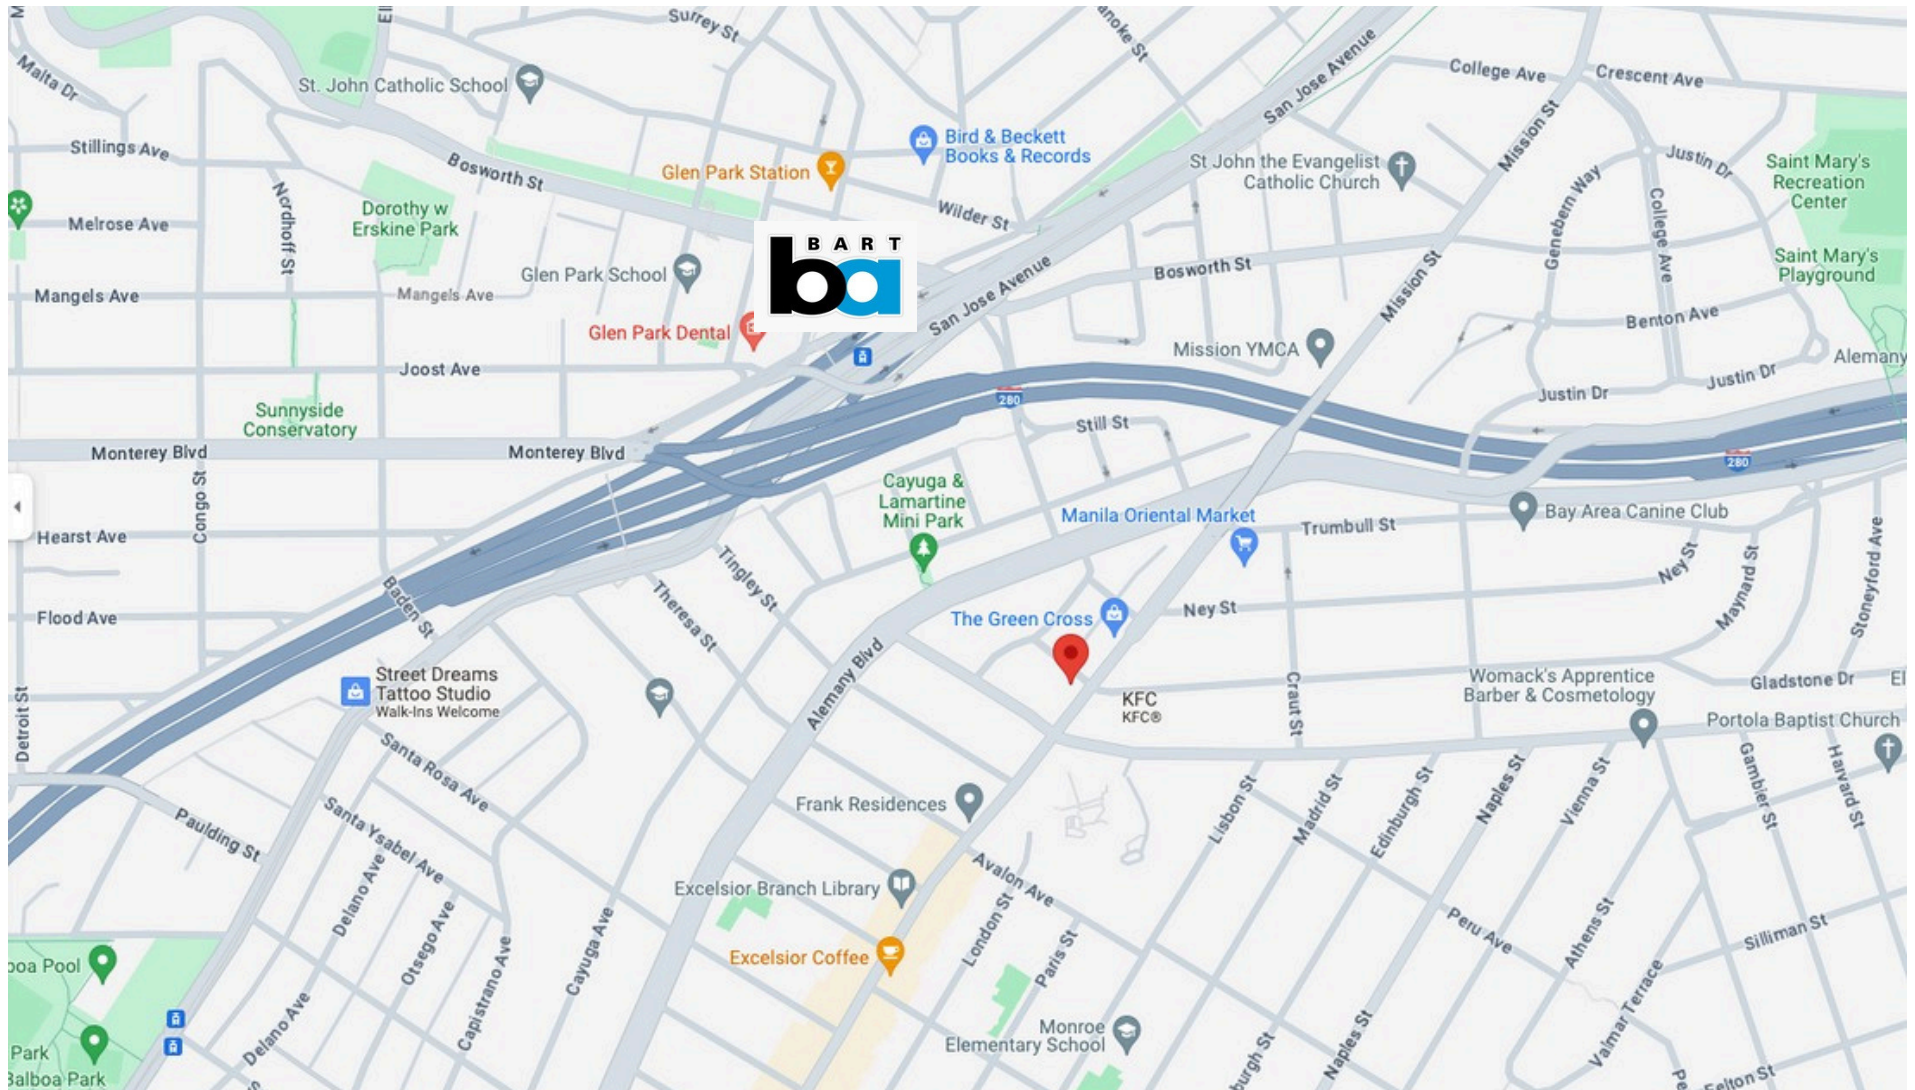 Surrey St
San Jose Avenue
College Ave
Crescent Ave
Malta Dr
St. John Catholic School
Mission St
Stillings Ave
Bosworth St
Glen Park Station
Bird & Beckett
Books & Records
St John the Evangelist
Catholic Church
Justin Dr
Saint Mary's
Recreation
Center
Nordhoff St
Dorothy w
Erskine Park
Melrose Ave
Wilder St
Genebern Way
College Ave
BART
ba
Glen Park School
San Jose Avenue
Bosworth St
Mission St
Saint Mary's
Playground
Mangels Ave
Mangels Ave
Glen Park Dental
Benton Ave
Mission YMCA
Alemany
Joost Ave
280
Justin Dr
Justin Dr
Sunnyside
Conservatory
Still St
Monterey Blvd
Monterey Blvd
280
Congo St
Cayuga &
Lamartine
Mini Park
Manila Oriental Market
Trumbull St
Bay Area Canine Club
Hearst Ave
Tingley St
Ney St
Maynard St
Stoneyford Ave
Baden St
Theresa St
Flood Ave
The Green Cross
Ney St
Alemany Blvd
Street Dreams
Tattoo Studio
Walk-Ins Welcome
KFC
KFC®
Craut St
Womack's Apprentice
Barber & Cosmetology
Gladstone Dr
El
Detroit St
Portola Baptist Church
Santa Rosa Ave
Paulding St
Santa Ysabel Ave
Frank Residences
Lisbon St
Madrid St
Edinburgh St
Naples St
Vienna St
Gambier St
Harvard St
Delano Ave
Otsego Ave
Excelsior Branch Library
Avalon Ave
London St
Paris St
Peru Ave
Athens St
Silliman St
Capistrano Ave
Cayuga Ave
Excelsior Coffee
Pool
Valmar Terrace
Delano Ave
Monroe
Elementary School
Naples St
Park
Balboa Park
Felton St